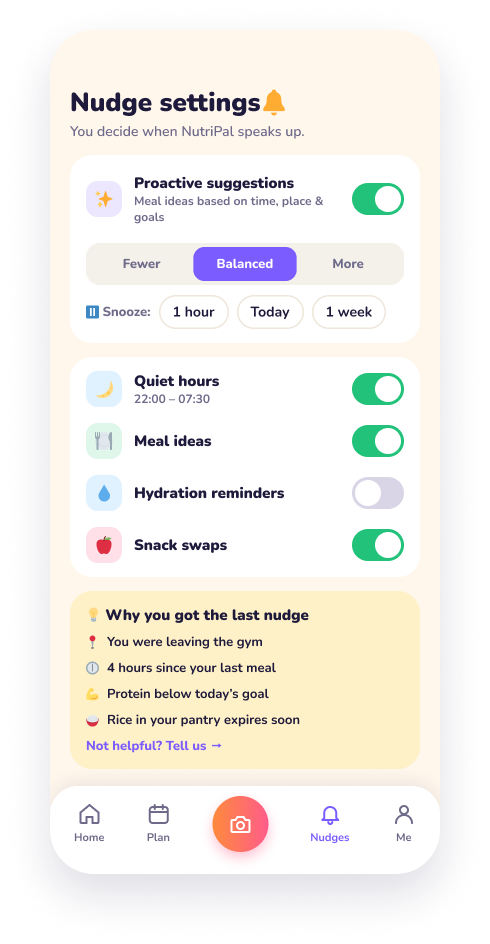 Nudge settings🔔
You decide when NutriPal speaks up.
Proactive suggestions
Meal ideas based on time, place &
goals
Fewer Balanced More
⏸ Snooze: 1 hour Today 1 week
Quiet hours
22:00 – 07:30
Meal ideas
Hydration reminders
Snack swaps
💡 Why you got the last nudge
📍 You were leaving the gym
🕕 4 hours since your last meal
💪 Protein below today's goal
🍚 Rice in your pantry expires soon
Not helpful? Tell us →
Home Plan Nudges Me